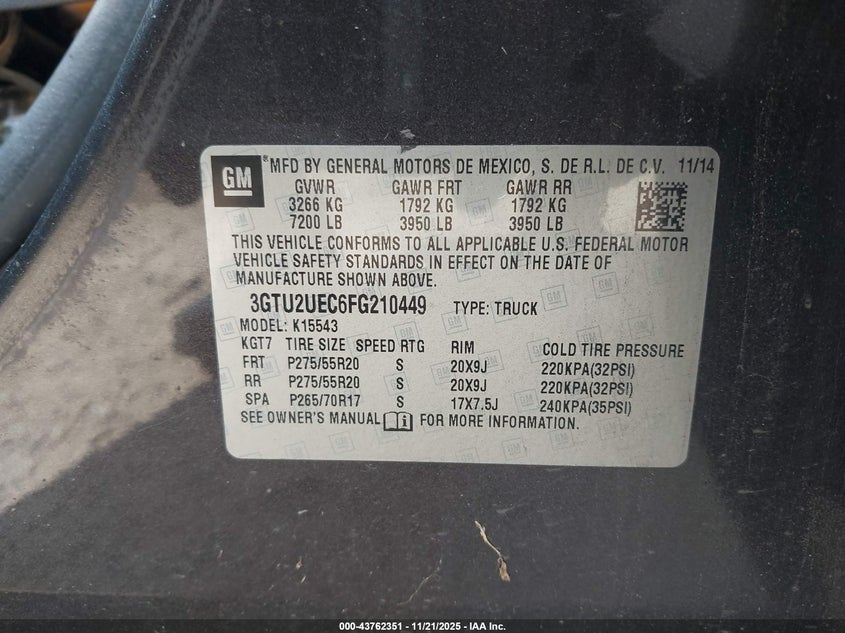 GM ® MFD BY GENERAL MOTORS DE MEXICO, S. DE R.L. DE C.V. 11/14
GVWR GAWR FRT GAWR RR
3266 KG 1792 KG 1792 KG
7200 LB 3950 LB 3950 LB
THIS VEHICLE CONFORMS TO ALL APPLICABLE U.S. FEDERAL MOTOR
VEHICLE SAFETY STANDARDS IN EFFECT ON THE DATE OF
MANUFACTURE SHOWN ABOVE.
3GTU2UEC6FG210449 TYPE: TRUCK
MODEL: K15543
KGT7 TIRE SIZE SPEED RTG RIM COLD TIRE PRESSURE
FRT P275/55R20 S 20X9J 220KPA(32PSI)
RR P275/55R20 S 20X9J 220KPA(32PSI)
SPA P265/70R17 S 17X7.5J 240KPA(35PSI)
SEE OWNER'S MANUAL FOR MORE INFORMATION.
000-43762351 - 11/21/2025 - IAA Inc.